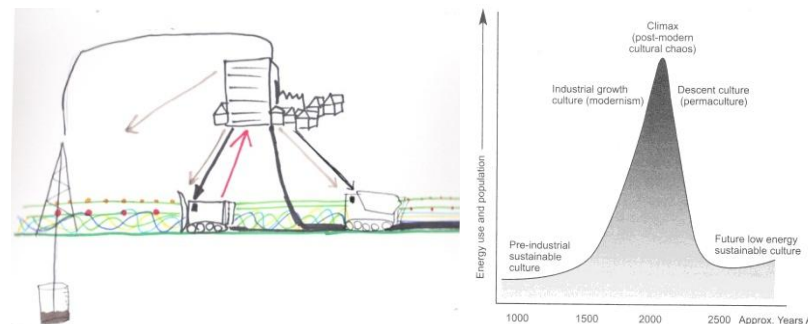 Climax
(post-modern
cultural chaos)
Industrial growth
culture (modernism)
Descent culture
(permaculture)
Energy use and population
Pre-industrial
sustainable
culture
Future low energy
sustainable culture
1000 1500 2000 2500 Approx. Years /